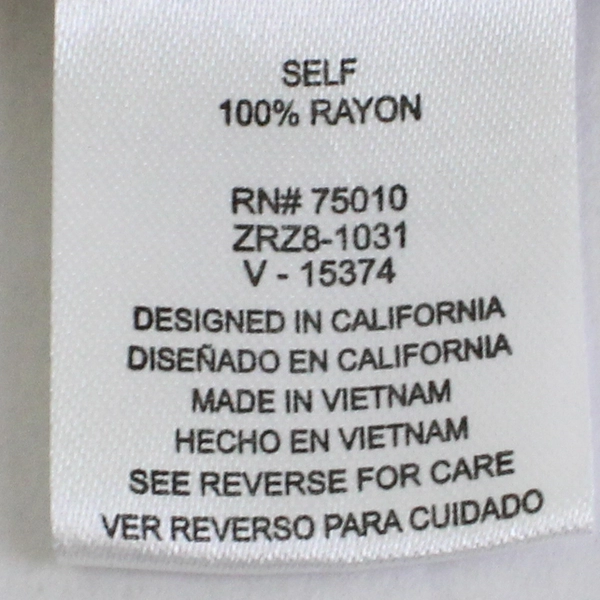 SELF
100% RAYON
RN# 75010
ZRZ8-1031
V - 15374
DESIGNED IN CALIFORNIA
DISEÑADO EN CALIFORNIA
MADE IN VIETNAM
HECHO EN VIETNAM
SEE REVERSE FOR CARE
VER REVERSO PARA CUIDADO